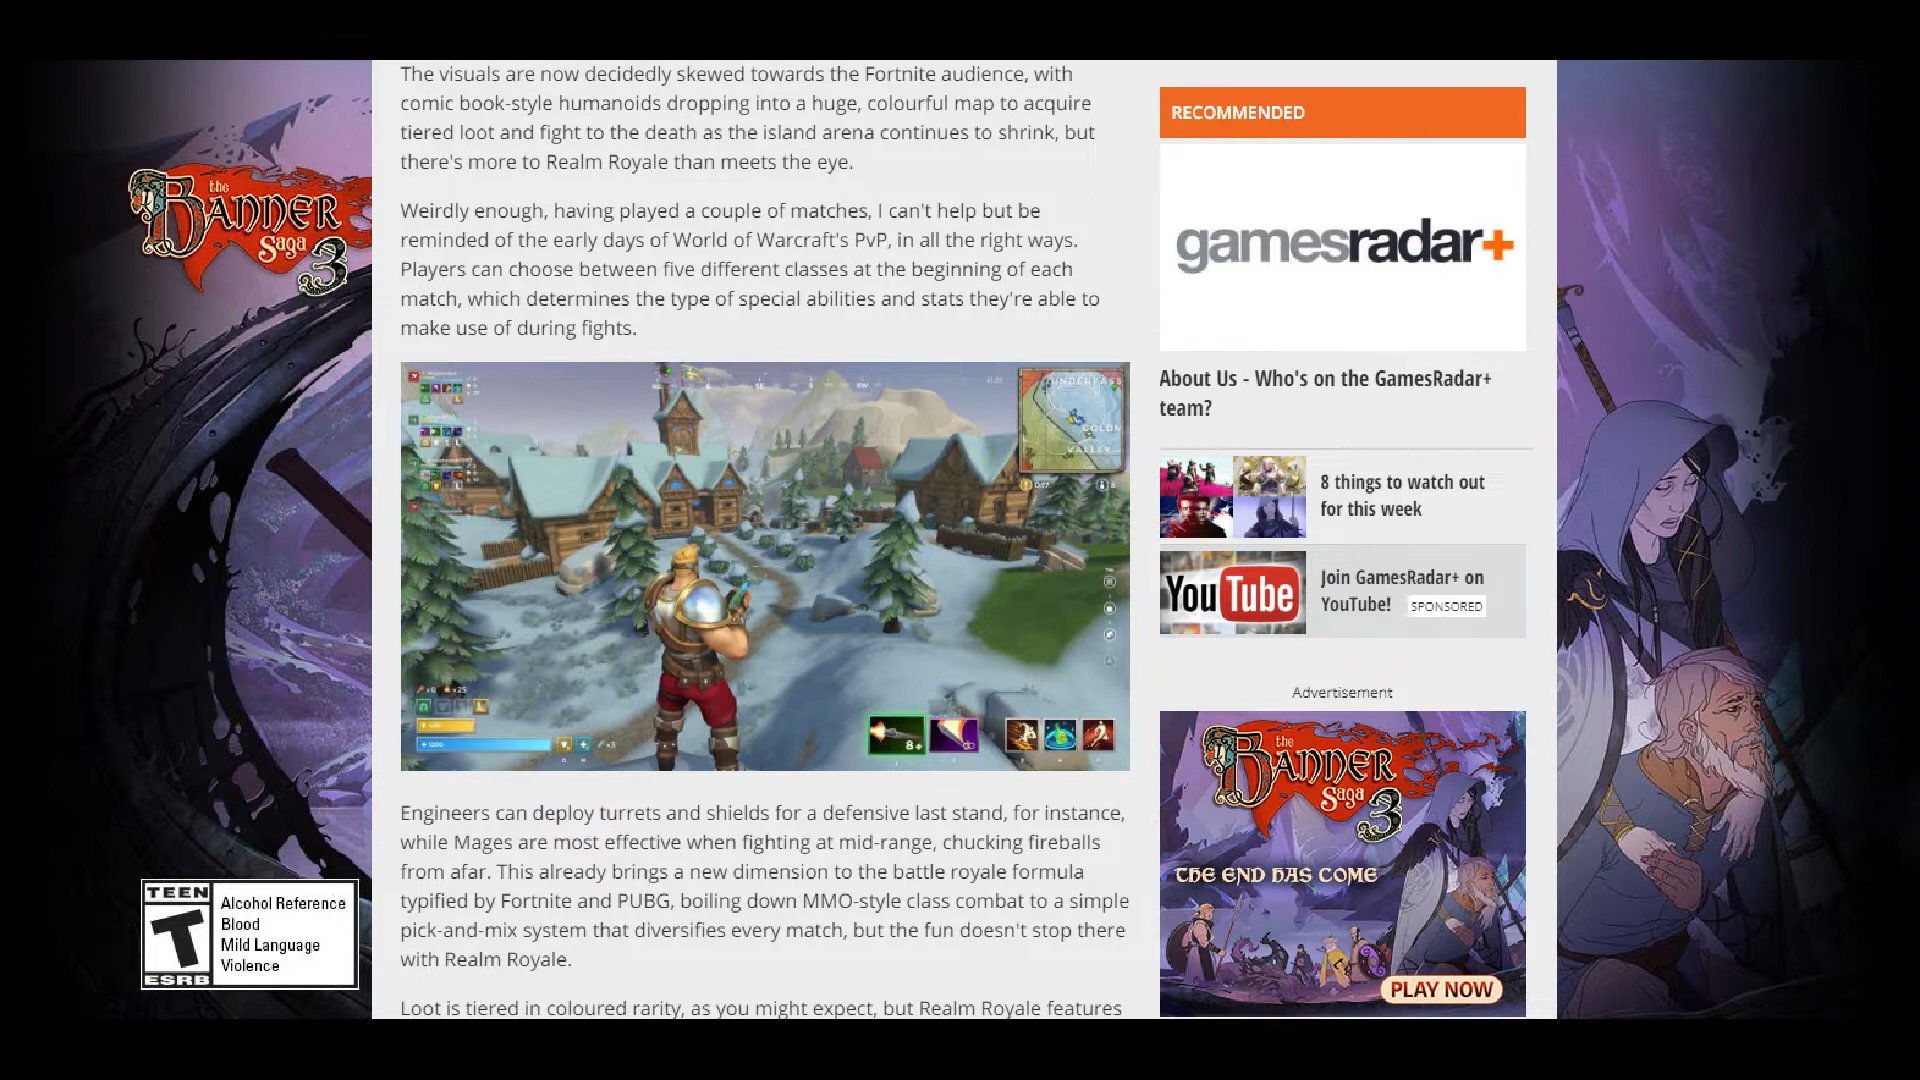 The visuals are now decidedly skewed towards the Fortnite audience, with
comic book-style humanoids dropping into a huge, colourful map to acquire
tiered loot and fight to the death as the island arena continues to shrink, but
there's more to Realm Royale than meets the eye.
Weirdly enough, having played a couple of matches, I can't help but be
reminded of the early days of World of Warcraft's PvP, in all the right ways.
Players can choose between five different classes at the beginning of each
match, which determines the type of special abilities and stats they're able to
make use of during fights.
UNDERPASS
VALLEY
Engineers can deploy turrets and shields for a defensive last stand, for instance,
while Mages are most effective when fighting at mid-range, chucking fireballs
from afar. This already brings a new dimension to the battle royale formula
typified by Fortnite and PUBG, boiling down MMO-style class combat to a simple
pick-and-mix system that diversifies every match, but the fun doesn't stop there
with Realm Royale.
Loot is tiered in coloured rarity, as you might expect, but Realm Royale features
the
BANNER
Saga
3
TEEN
T
ESRB
Alcohol Reference
Blood
Mild Language
Violence
RECOMMENDED
gamesradar+
About Us - Who's on the GamesRadar+
team?
8 things to watch out
for this week
YouTube
Join GamesRadar+ on
YouTube! SPONSORED
Advertisement
the
BANNER
Saga
3
THE END HAS COME
PLAY NOW